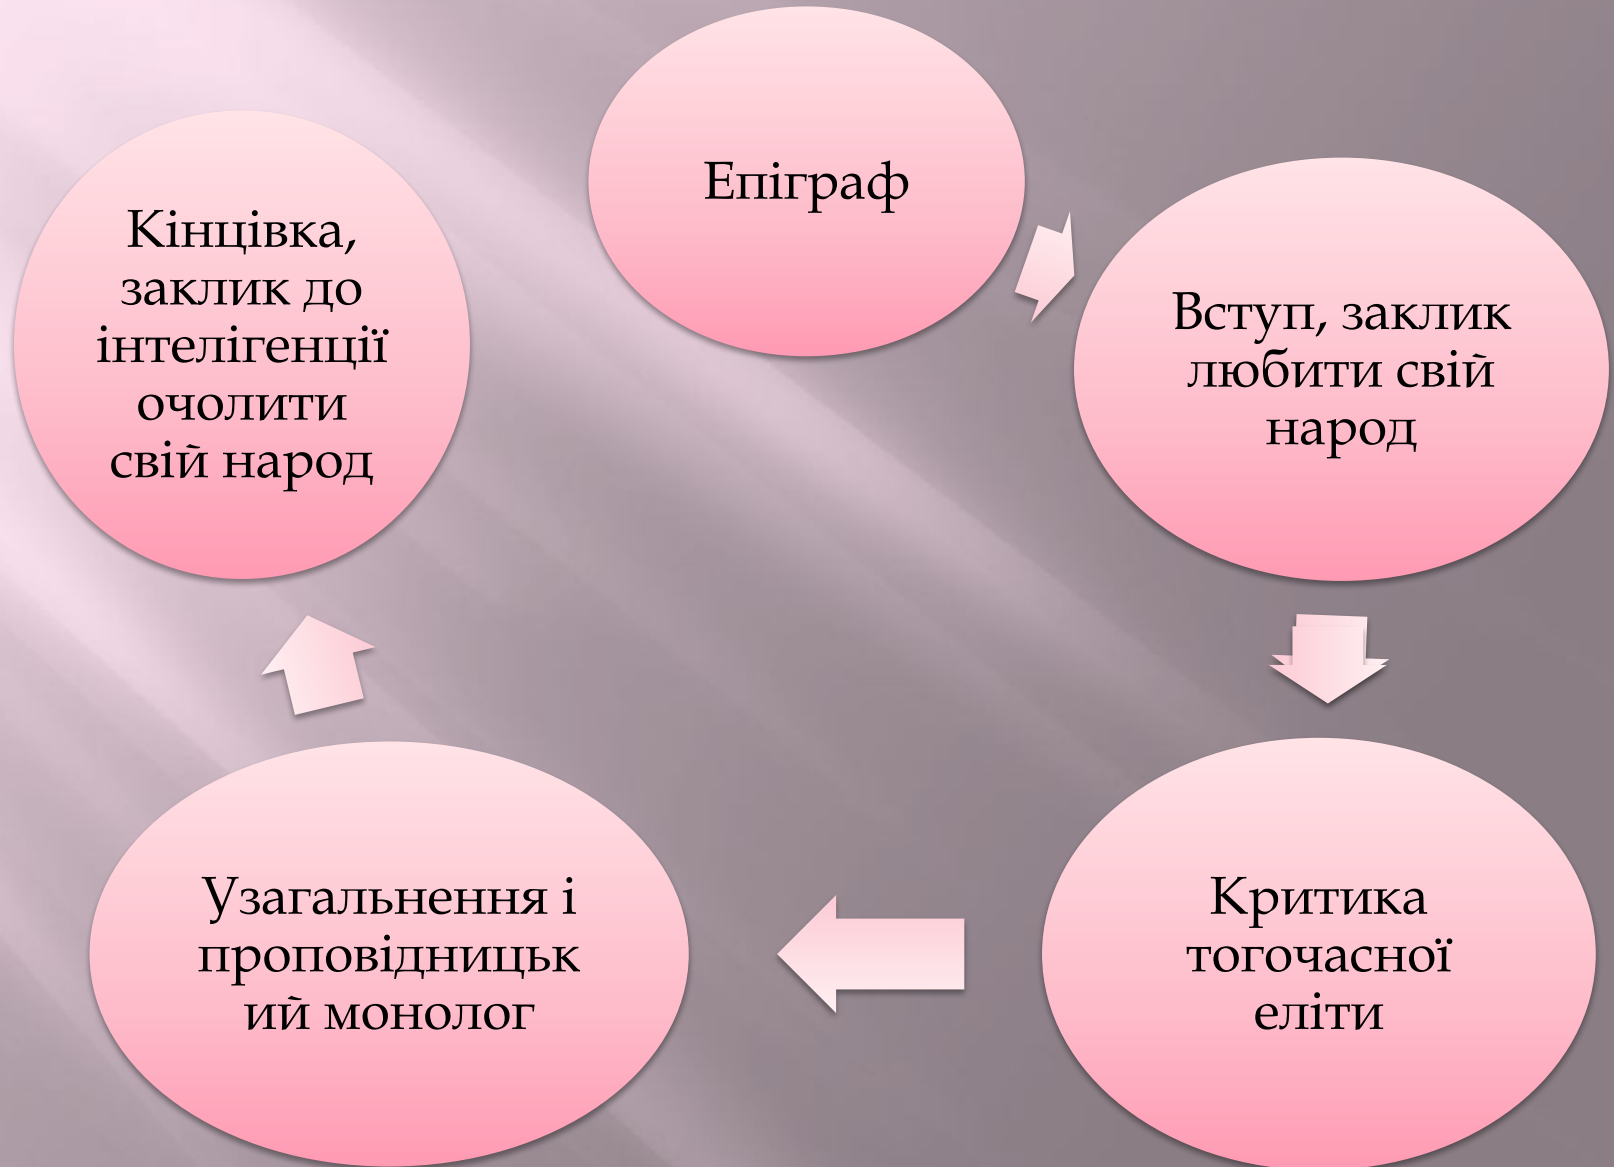 Епіграф
Вступ, заклик
любити свій
народ
Критика
тогочасної
еліти
Узагальнення і
проповідницьк
ий монолог
Кінцівка,
заклик до
інтелігенції
очолити
свій народ